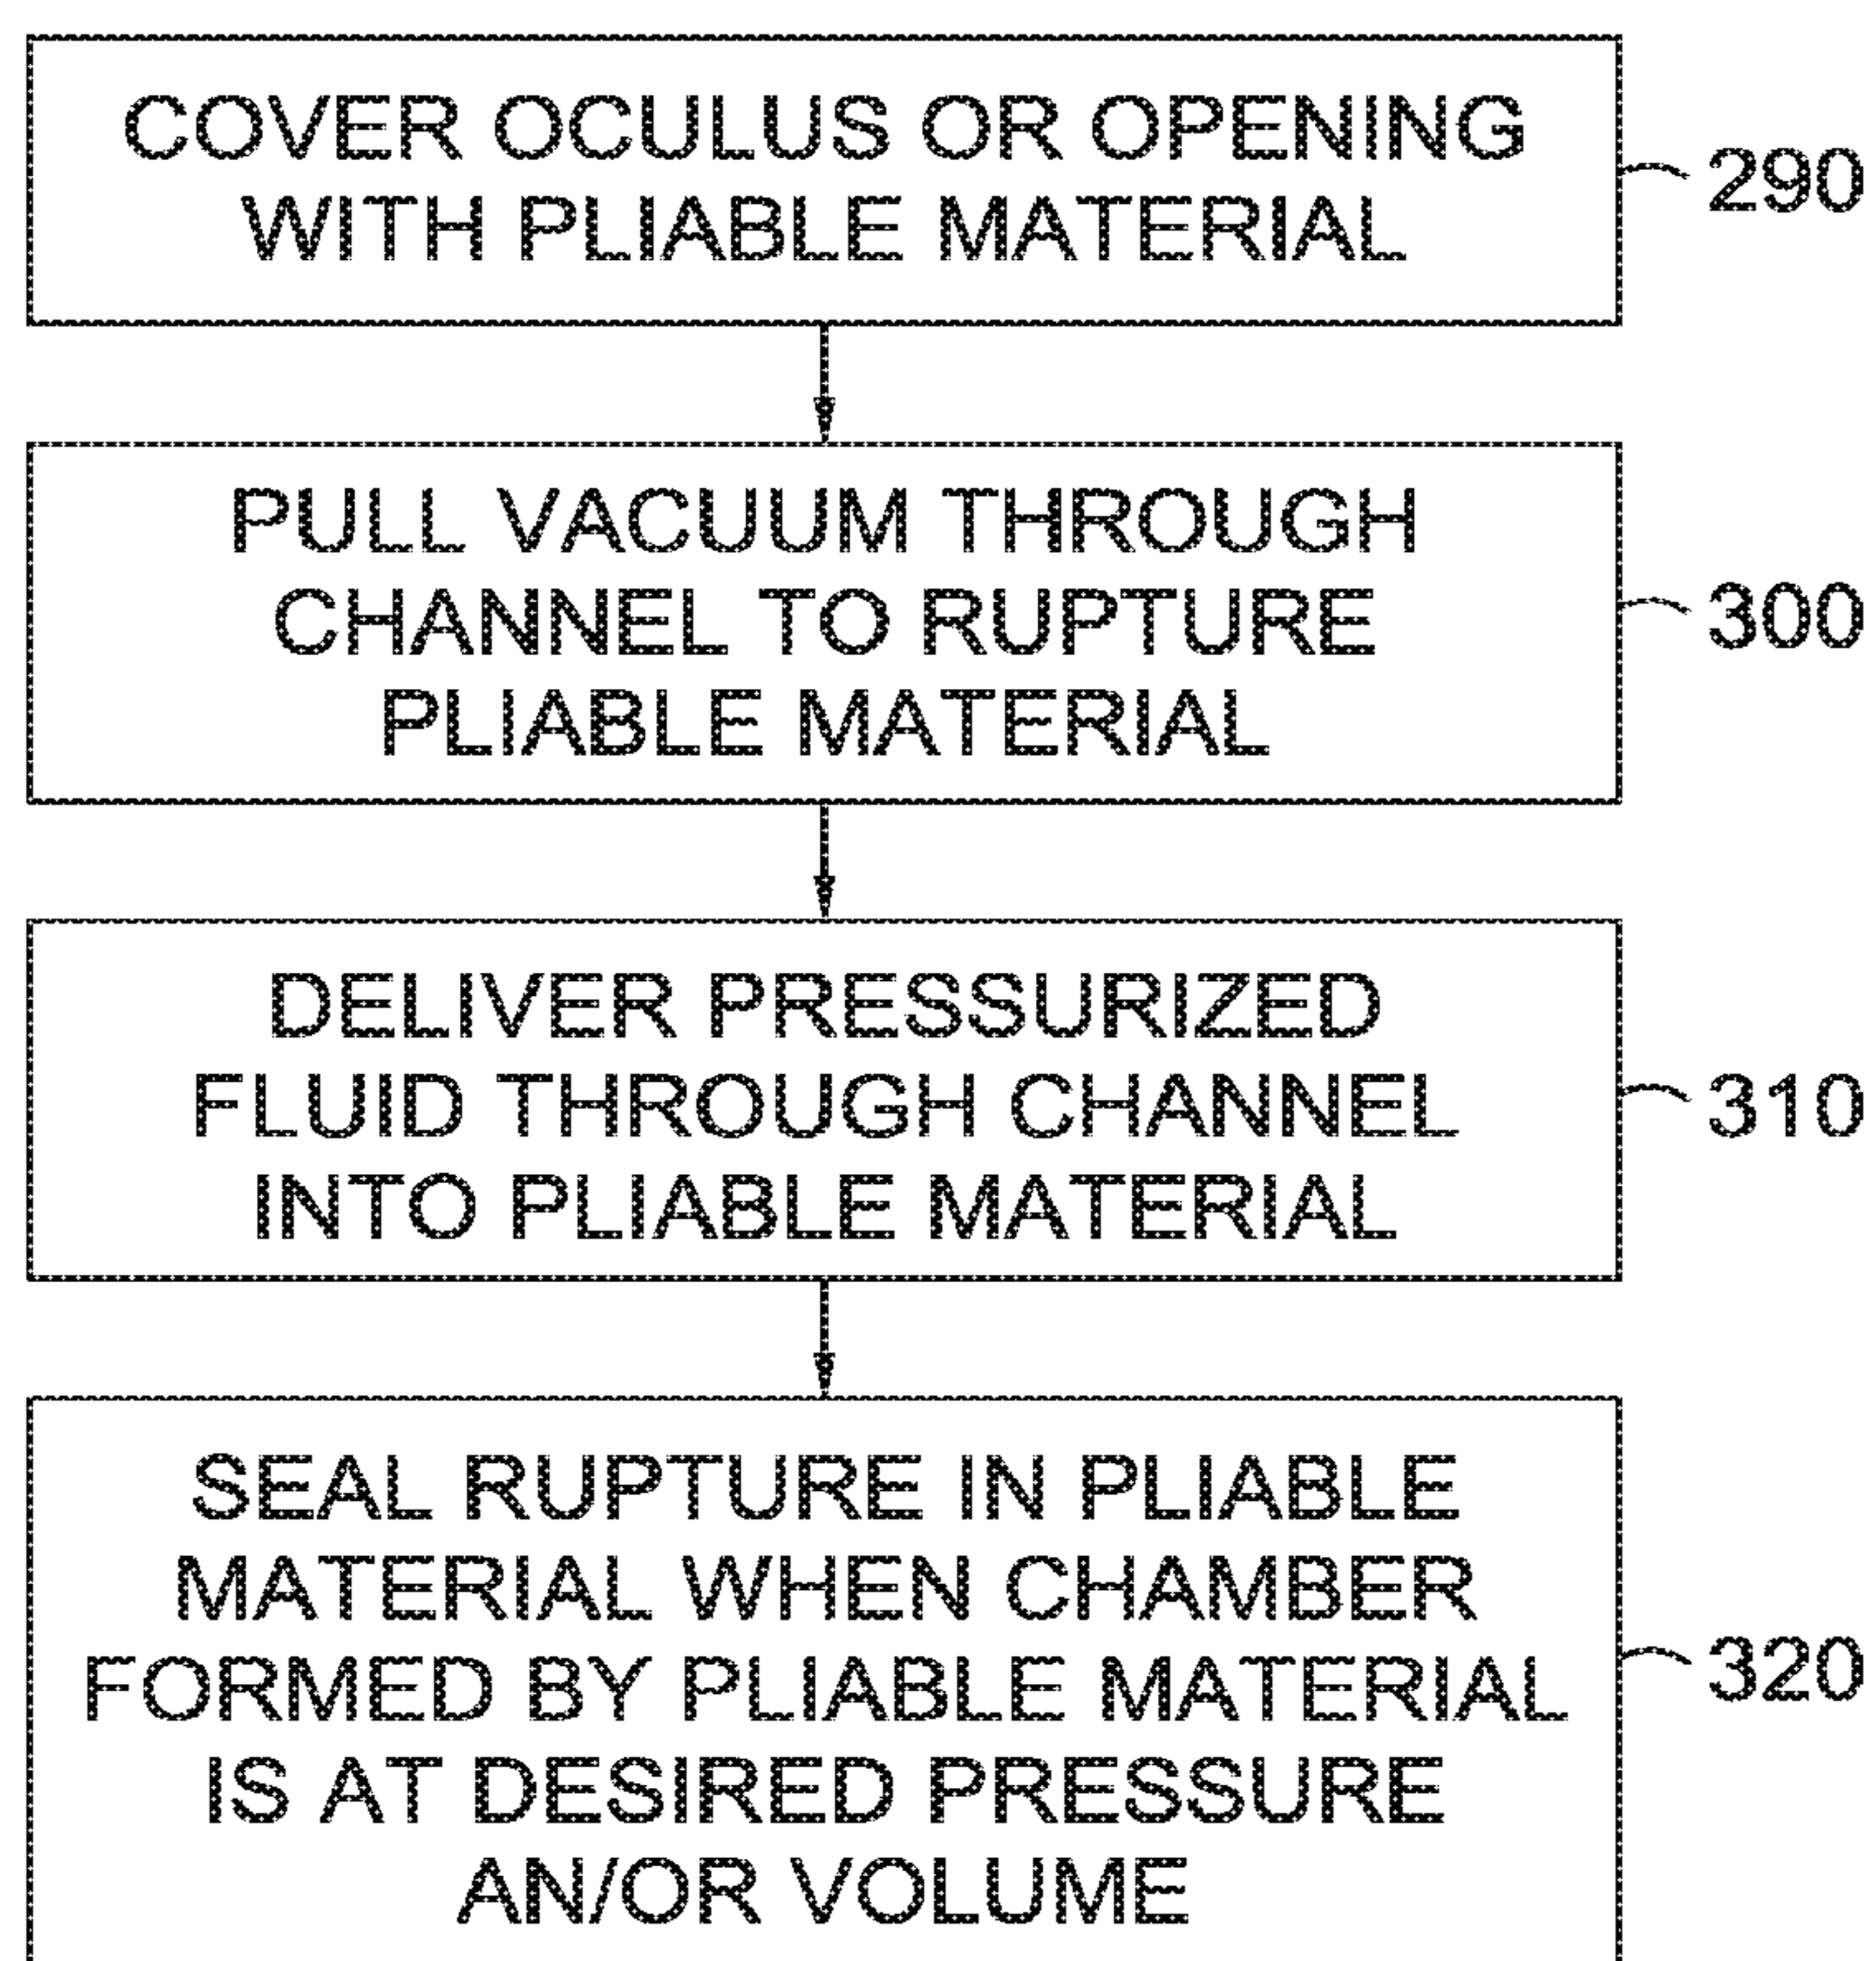 COVER OCULUS OR OPENING
WITH PLIABLE MATERIAL
290
PULL VACUUM THROUGH
CHANNEL TO RUPTURE
PLIABLE MATERIAL
300
DELIVER PRESSURIZED
FLUID THROUGH CHANNEL
INTO PLIABLE MATERIAL
310
SEAL RUPTURE IN PLIABLE
MATERIAL WHEN CHAMBER
FORMED BY PLIABLE MATERIAL
IS AT DESIRED PRESSURE
AN/OR VOLUME
320